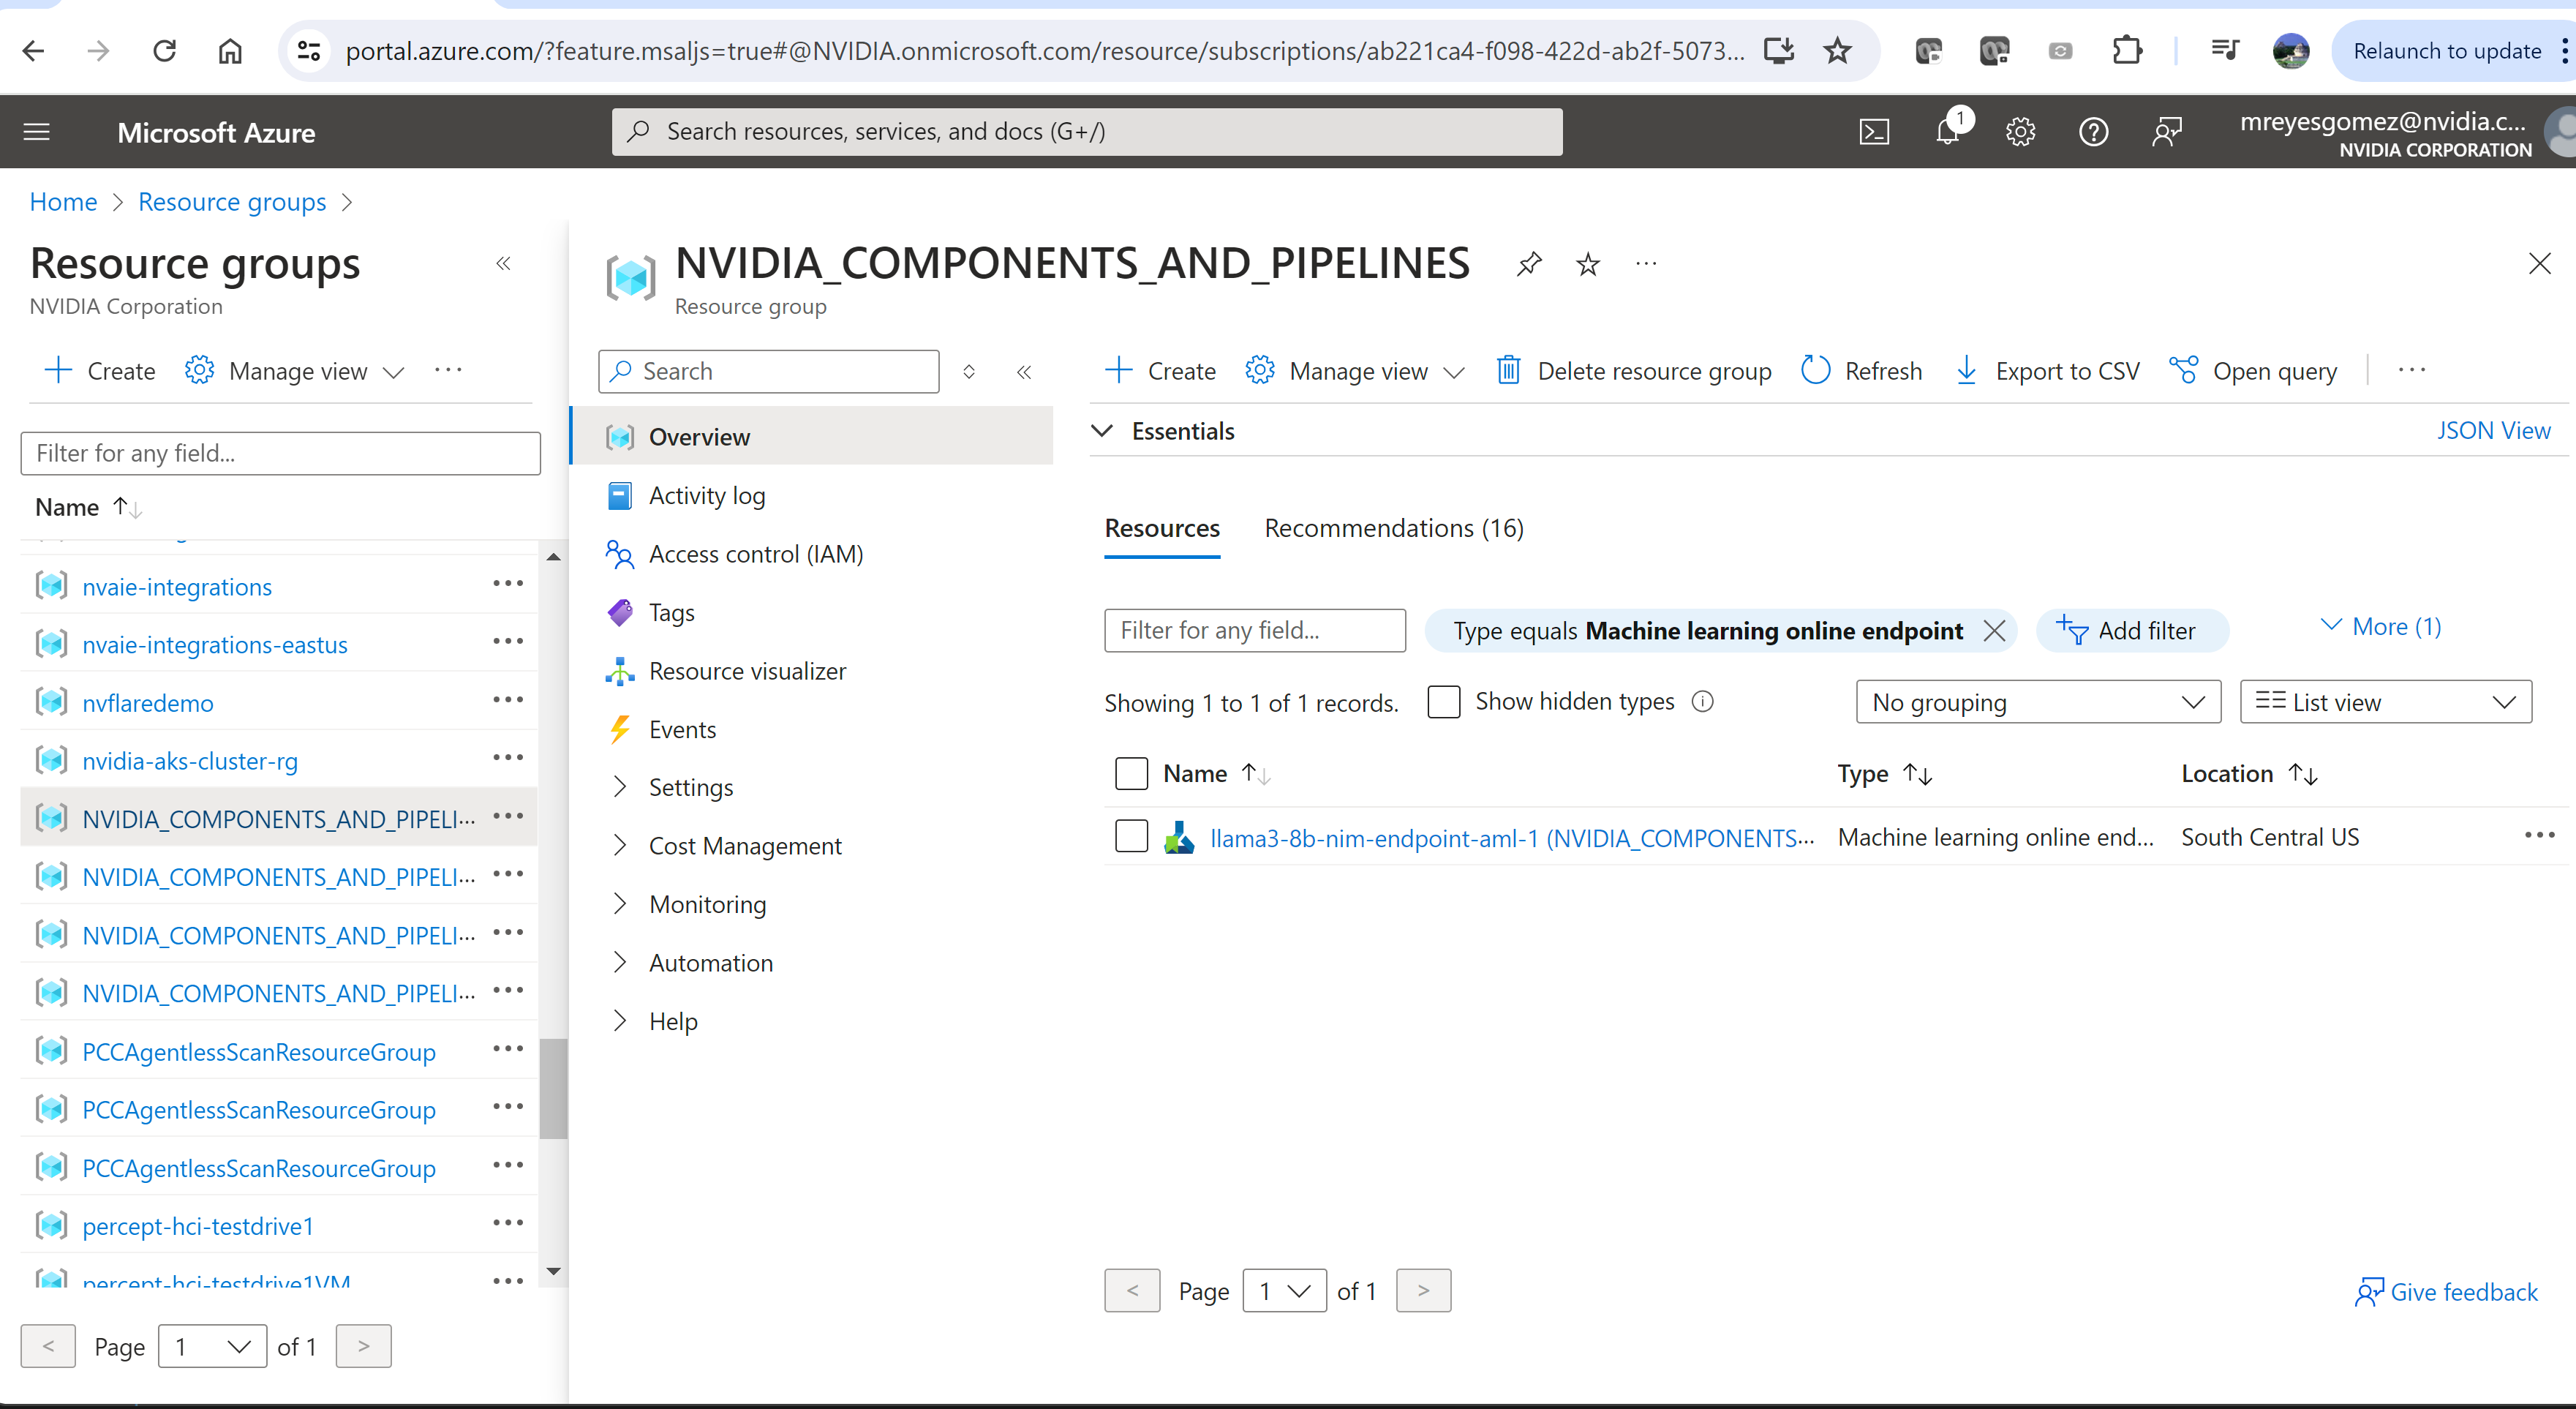 portal.azure.com/?feature.msaljs=true#@NVIDIA.onmicrosoft.com/resource/subscriptions/ab221ca4-f098-422d-ab2f-5073...
Relaunch to update
Microsoft Azure
Search resources, services, and docs (G+/)
1
mreyesgomez@nvidia.c...
NVIDIA CORPORATION
Home > Resource groups >
Resource groups
NVIDIA Corporation
Create
Manage view
Filter for any field...
Name
nvaie-integrations
nvaie-integrations-eastus
nvflaredemo
nvidia-aks-cluster-rg
NVIDIA_COMPONENTS_AND_PIPELI...
NVIDIA_COMPONENTS_AND_PIPELI...
NVIDIA_COMPONENTS_AND_PIPELI...
NVIDIA_COMPONENTS_AND_PIPELI...
PCCAgentlessScanResourceGroup
PCCAgentlessScanResourceGroup
PCCAgentlessScanResourceGroup
percept-hci-testdrive1
percept-hci-testdrive1VM
< Page 1 of 1 >
NVIDIA_COMPONENTS_AND_PIPELINES
Resource group
Search
Overview
Activity log
Access control (IAM)
Tags
Resource visualizer
Events
Settings
Cost Management
Monitoring
Automation
Help
Create
Manage view
Delete resource group
Refresh
Export to CSV
Open query
Essentials
JSON View
Resources
Recommendations (16)
Filter for any field...
Type equals Machine learning online endpoint
Add filter
More (1)
Showing 1 to 1 of 1 records.
Show hidden types
No grouping
List view
Name
Type
Location
llama3-8b-nim-endpoint-aml-1 (NVIDIA_COMPONENTS...
Machine learning online end...
South Central US
< Page 1 of 1 >
Give feedback